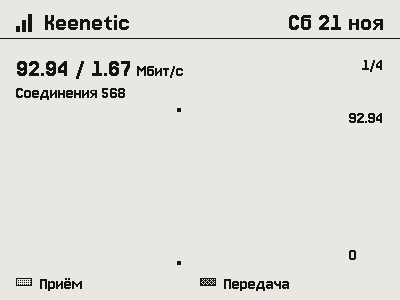 Keenetic
Сб 21 ноя
92.94 / 1.67 Мбит/с
1/4
Соединения 568
92.94
0
Приём
Передача